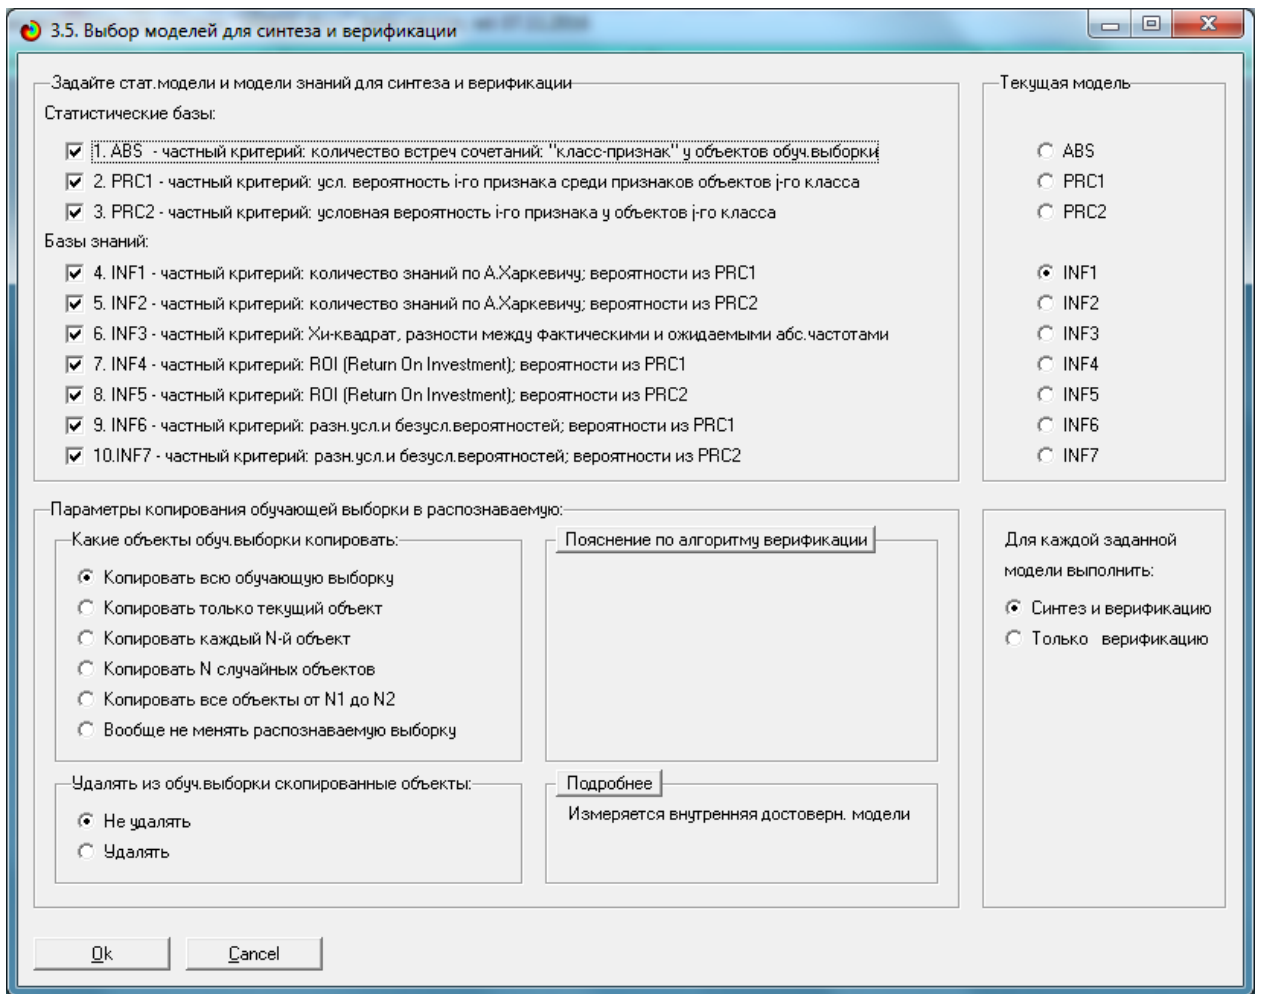 3.5. Выбор моделей для синтеза и верификации
Задайте стат.модели и модели знаний для синтеза и верификации
Статистические базы:
1. ABS - частный критерий: количество встреч сочетаний: "класс-признак" у объектов обуч.выборки
2. PRC1 - частный критерий: усл. вероятность i-го признака среди признаков объектов j-го класса
3. PRC2 - частный критерий: условная вероятность i-го признака у объектов j-го класса
Базы знаний:
4. INF1 - частный критерий: количество знаний по А.Харкевичу; вероятности из PRC1
5. INF2 - частный критерий: количество знаний по А.Харкевичу; вероятности из PRC2
6. INF3 - частный критерий: Хи-квадрат, разности между фактическими и ожидаемыми абс.частотами
7. INF4 - частный критерий: ROI (Return On Investment); вероятности из PRC1
8. INF5 - частный критерий: ROI (Return On Investment); вероятности из PRC2
9. INF6 - частный критерий: разн.усл.и безусл.вероятностей; вероятности из PRC1
10.INF7 - частный критерий: разн.усл.и безусл.вероятностей; вероятности из PRC2
Текущая модель
ABS
PRC1
PRC2
INF1
INF2
INF3
INF4
INF5
INF6
INF7
Параметры копирования обучающей выборки в распознаваемую:
Какие объекты обуч.выборки копировать:
Копировать всю обучающую выборку
Копировать только текущий объект
Копировать каждый N-й объект
Копировать N случайных объектов
Копировать все объекты от N1 до N2
Вообще не менять распознаваемую выборку
Пояснение по алгоритму верификации
Удалять из обуч.выборки скопированные объекты:
Не удалять
Удалять
Подробнее
Измеряется внутренняя достоверн. модели
Для каждой заданной
модели выполнить:
Синтез и верификацию
Только верификацию
Ok
Cancel